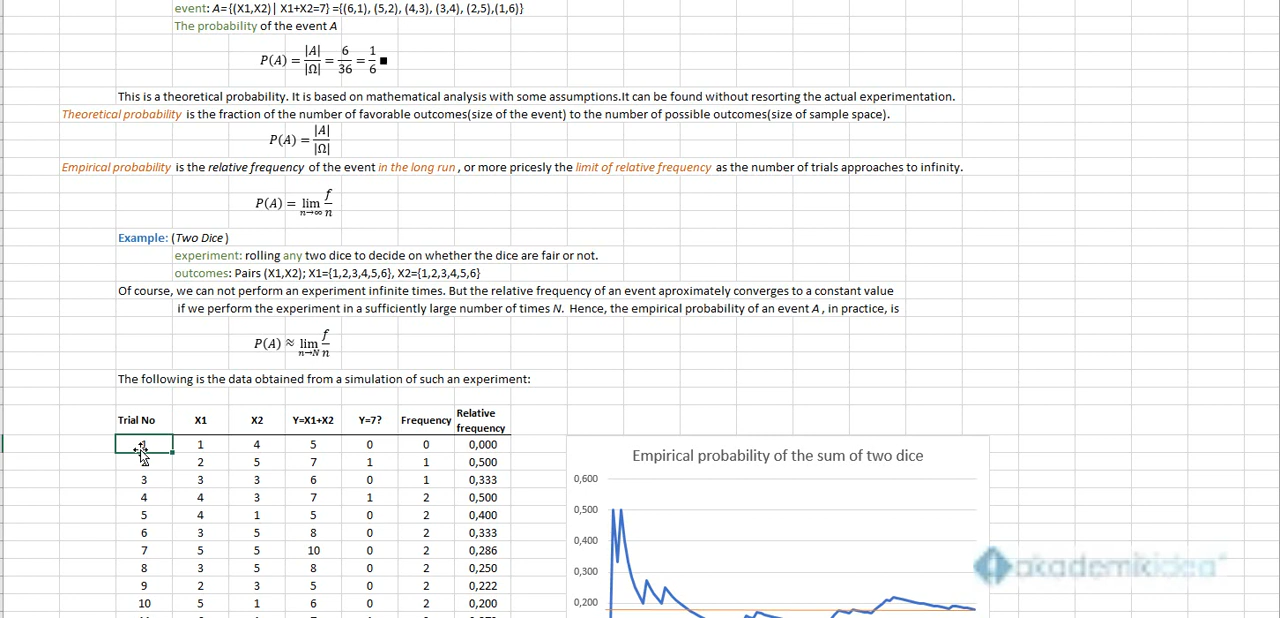 event: A={(X1,X2)| X1+X2=7} ={(6,1), (5,2), (4,3), (3,4), (2,5),(1,6)}
The probability of the event A
P(A) = |A|/|Ω| = 6/36 = 1/6 ■
This is a theoretical probability. It is based on mathematical analysis with some assumptions.It can be found without resorting the actual experimentation.
Theoretical probability is the fraction of the number of favorable outcomes(size of the event) to the number of possible outcomes(size of sample space).
P(A) = |A|/|Ω|
Empirical probability is the relative frequency of the event in the long run, or more pricesly the limit of relative frequency as the number of trials approaches to infinity.
P(A) = lim n→∞ f/n
Example: (Two Dice)
experiment: rolling any two dice to decide on whether the dice are fair or not.
outcomes: Pairs (X1,X2); X1={1,2,3,4,5,6}, X2={1,2,3,4,5,6}
Of course, we can not perform an experiment infinite times. But the relative frequency of an event aproximately converges to a constant value
if we perform the experiment in a sufficiently large number of times N. Hence, the empirical probability of an event A, in practice, is
P(A) ≈ lim n→N f/n
The following is the data obtained from a simulation of such an experiment:
Trial No X1 X2 Y=X1+X2 Y=7? Frequency Relative frequency
1 1 4 5 0 0 0,000
2 5 7 1 1 0,500
3 3 3 6 0 1 0,333
4 4 3 7 1 2 0,500
5 4 1 5 0 2 0,400
6 3 5 8 0 2 0,333
7 5 5 10 0 2 0,286
8 3 5 8 0 2 0,250
9 2 3 5 0 2 0,222
10 5 1 6 0 2 0,200
Empirical probability of the sum of two dice
0,600
0,500
0,400
0,300
0,200
akademikidea